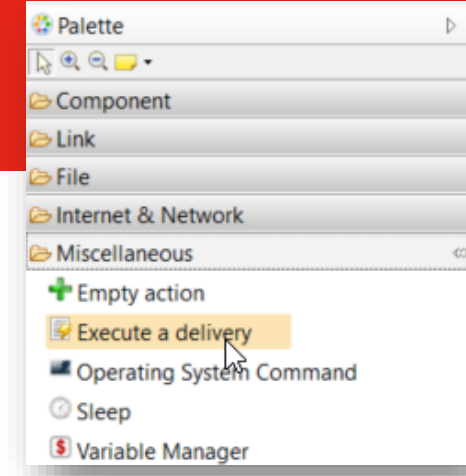 Palette
Component
Link
File
Internet & Network
Miscellaneous
Empty action
Execute a delivery
Operating System Command
Sleep
Variable Manager